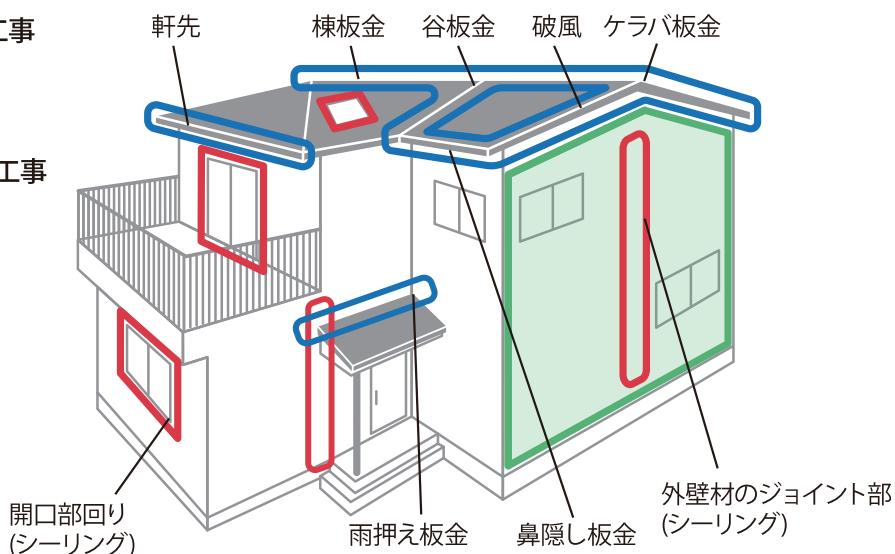 工事
軒先
棟板金
谷板金
破風
ケラバ板金
工事
開口部回り
(シーリング)
雨押え板金
鼻隠し板金
外壁材のジョイント部
(シーリング)